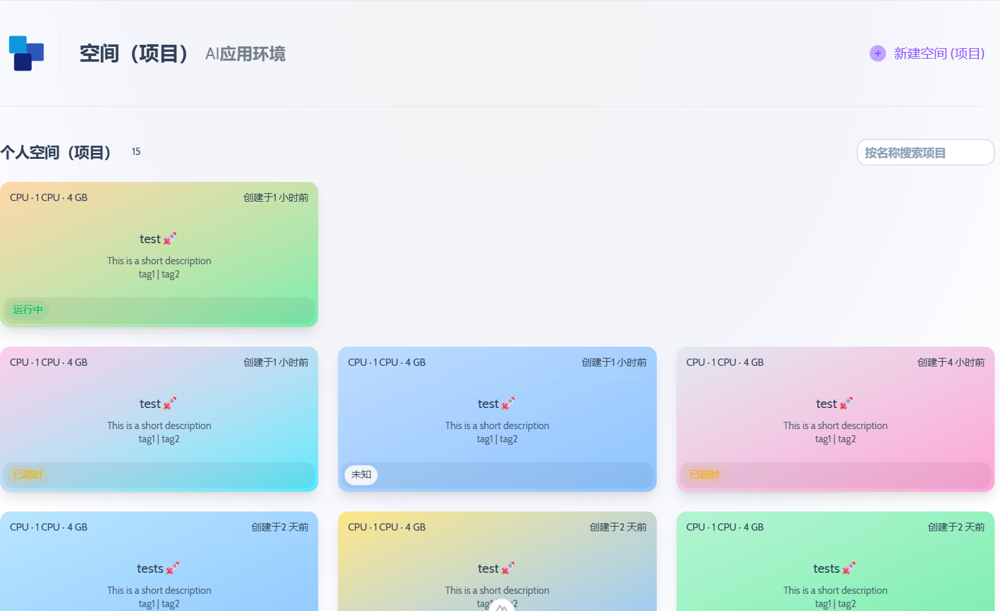 空间（项目） AI应用环境
+ 新建空间 (项目)
个人空间（项目） 15
按名称搜索项目
CPU · 1 CPU · 4 GB 创建于1 小时前
test🚀
This is a short description
tag1 | tag2
运行中
CPU · 1 CPU · 4 GB 创建于1 小时前
test🚀
This is a short description
tag1 | tag2
已超时
CPU · 1 CPU · 4 GB 创建于1 小时前
test🚀
This is a short description
tag1 | tag2
未知
CPU · 1 CPU · 4 GB 创建于4 小时前
test🚀
This is a short description
tag1 | tag2
已超时
CPU · 1 CPU · 4 GB 创建于2 天前
tests🚀
This is a short description
tag1 | tag2
CPU · 1 CPU · 4 GB 创建于2 天前
test🚀
This is a short description
CPU · 1 CPU · 4 GB 创建于2 天前
tests🚀
This is a short description
tag1 | tag2